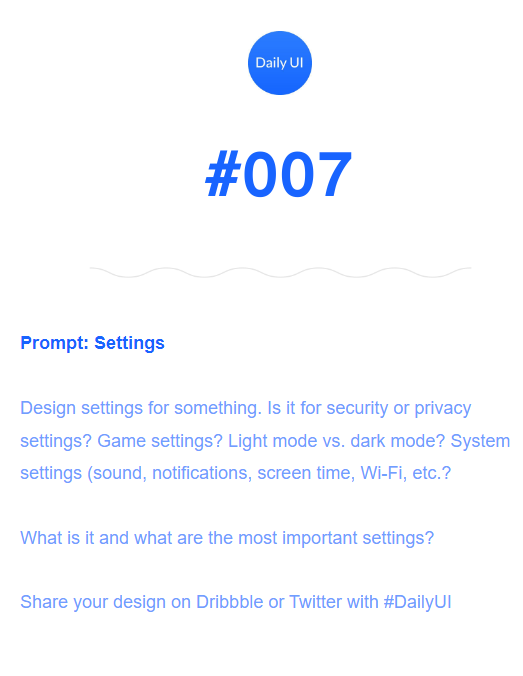 Daily UI
#007
Prompt: Settings
Design settings for something. Is it for security or privacy
settings? Game settings? Light mode vs. dark mode? System
settings (sound, notifications, screen time, Wi-Fi, etc.?
What is it and what are the most important settings?
Share your design on Dribbble or Twitter with #DailyUI